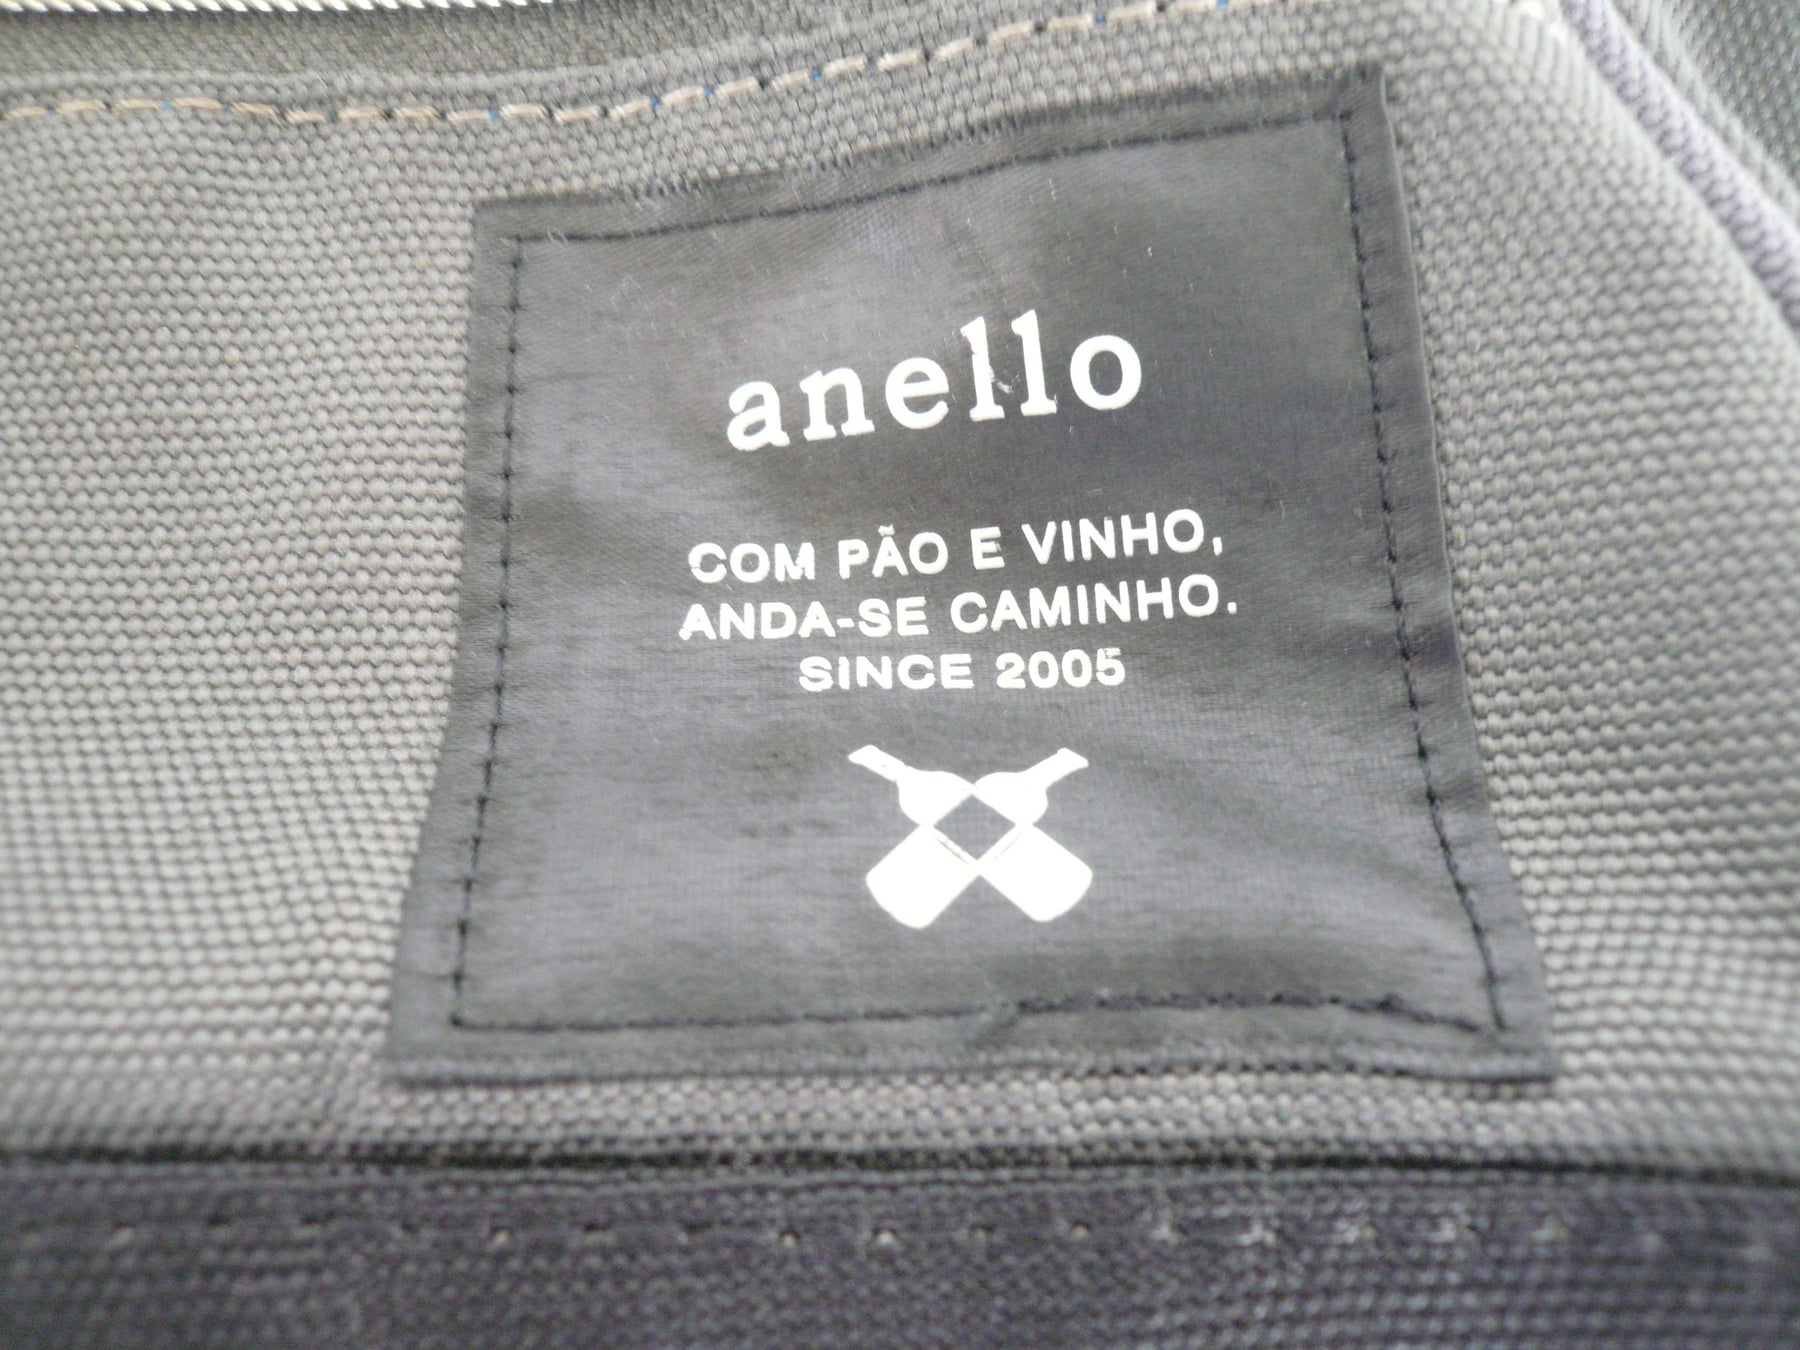 anello
COM PÃO E VINHO,
ANDA-SE CAMINHO.
SINCE 2005